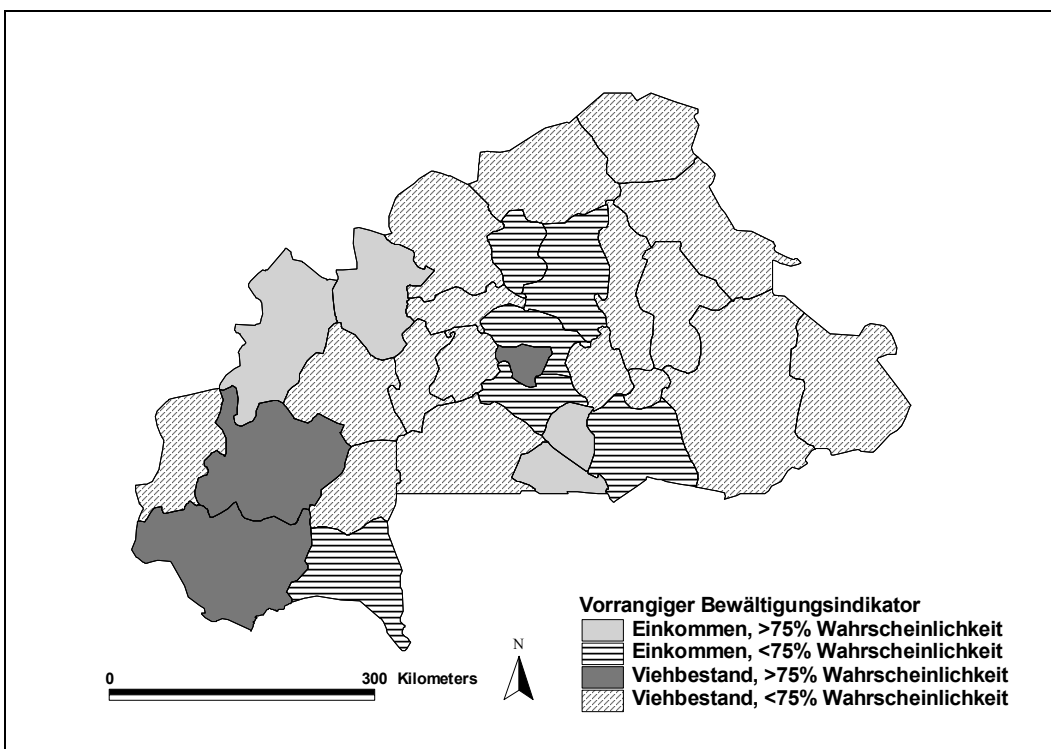 Vorrangiger Bewältigungsindikator
Einkommen, >75% Wahrscheinlichkeit
Einkommen, <75% Wahrscheinlichkeit
Viehbestand, >75% Wahrscheinlichkeit
Viehbestand, <75% Wahrscheinlichkeit
N
0 300 Kilometers